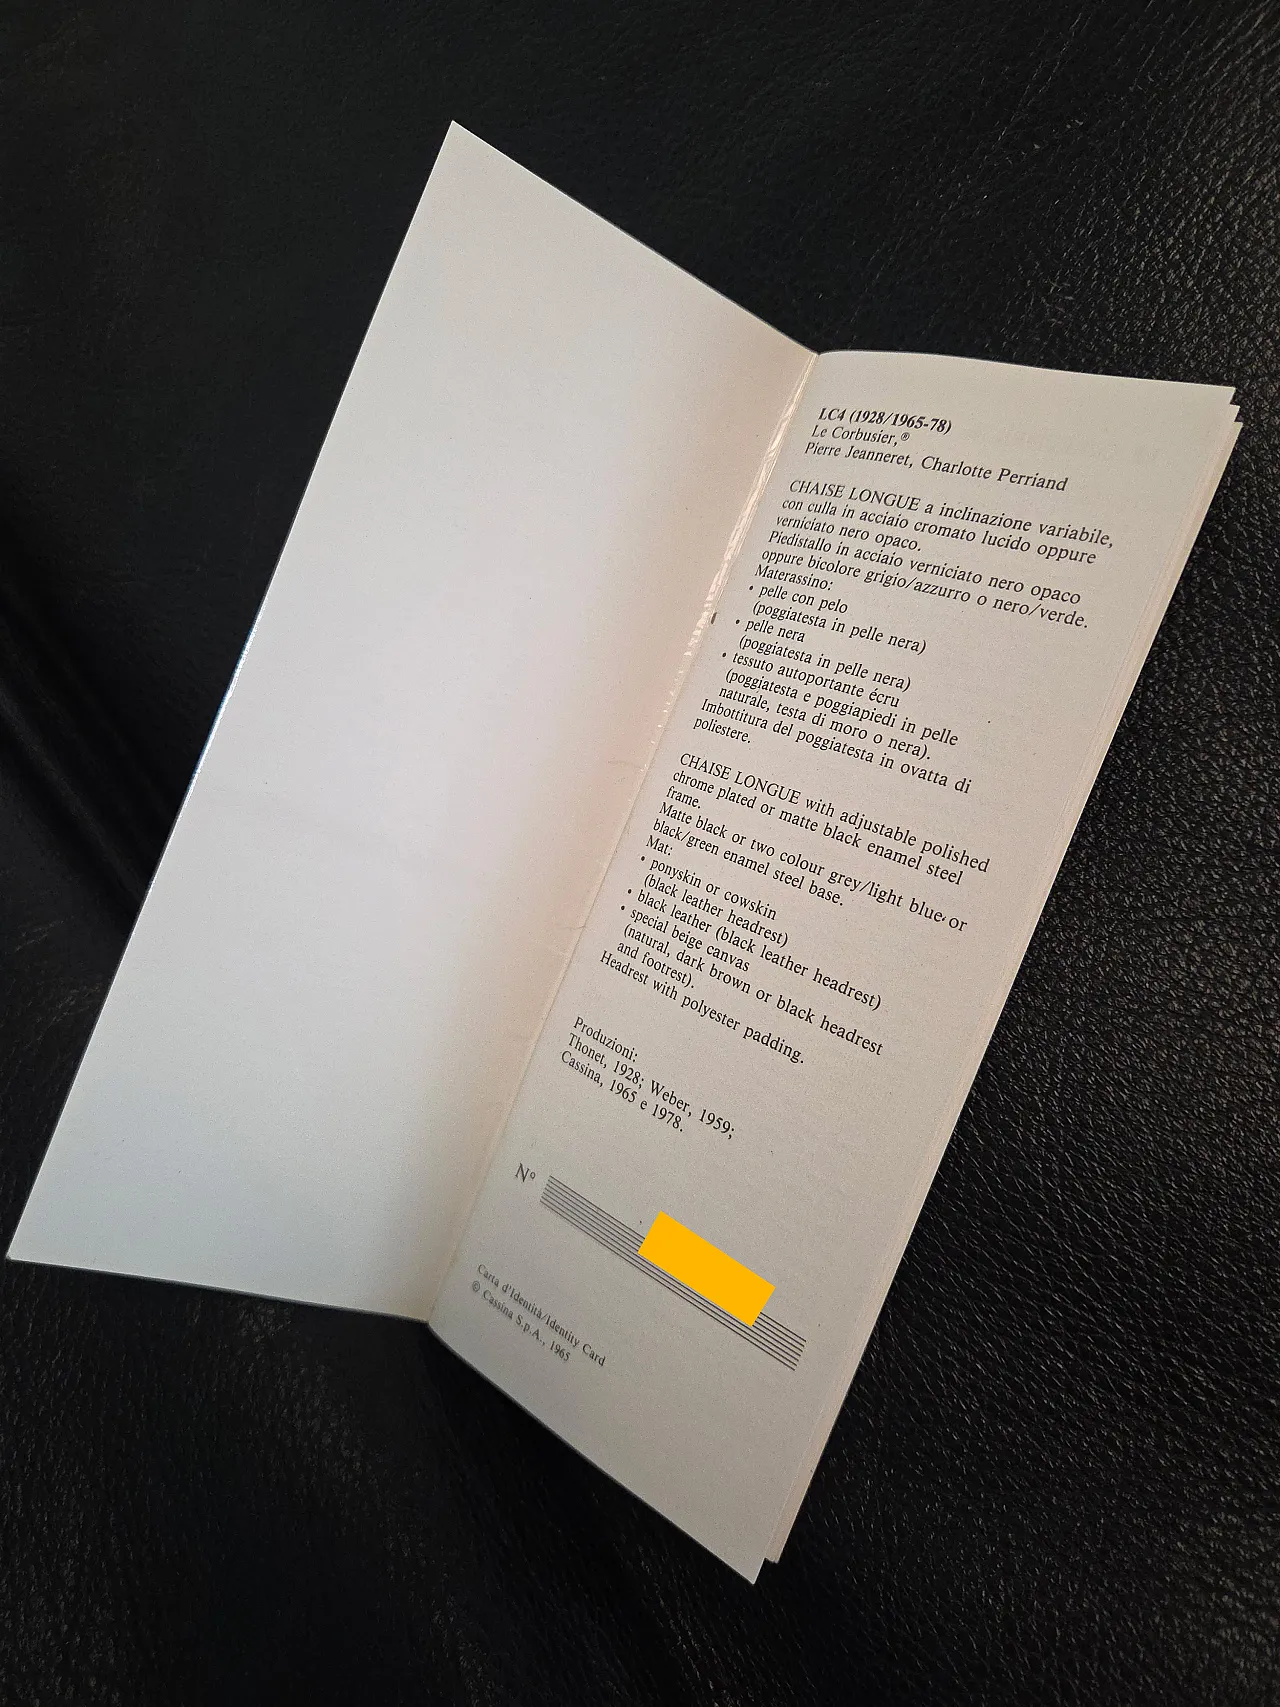 LC4 (1928/1965-78)
Le Corbusier,®
Pierre Jeanneret, Charlotte Perriand
CHAISE LONGUE a inclinazione variabile,
con culla in acciaio cromato lucido oppure
verniciato nero opaco.
Piedistallo in acciaio verniciato nero opaco
oppure bicolore grigio/azzurro o nero/verde.
Materassino:
• pelle con pelo
(poggiatesta in pelle nera)
• pelle nera
(poggiatesta in pelle nera)
• tessuto autoportante écru
(poggiatesta e poggiapiedi in pelle
naturale, testa di moro o nera).
Imbottitura del poggiatesta in ovatta di
poliestere.
CHAISE LONGUE with adjustable polished
chrome plated or matte black enamel steel
frame.
Matte black or two colour grey/light blue or
black/green enamel steel base.
Mat:
• ponyskin or cowskin
(black leather headrest)
• black leather (black leather headrest)
• special beige canvas
(natural, dark brown or black headrest
and footrest).
Headrest with polyester padding.
Produzioni:
Thonet, 1928; Weber, 1959;
Cassina, 1965 e 1978.
N°
Carta d'Identità/Identity Card
© Cassina S.p.A., 1965